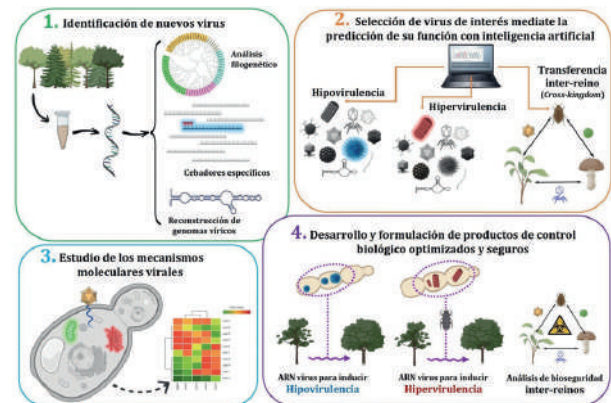 1. Identificación de nuevos virus
Análisis
filogenético
Cebadores específicos
Reconstrucción de
genomas víricos
2. Selección de virus de interés mediate la
predicción de su función con inteligencia artificial
Hipovirulencia
Hipervirulencia
Transferencia
inter-reino
(Cross-kingdom)
3. Estudio de los mecanismos
moleculares virales
4. Desarrollo y formulación de productos de control
biológico optimizados y seguros
ARN virus para inducir
Hipovirulencia
ARN virus para inducir
Hipervirulencia
Análisis de bioseguridad
inter-reinos